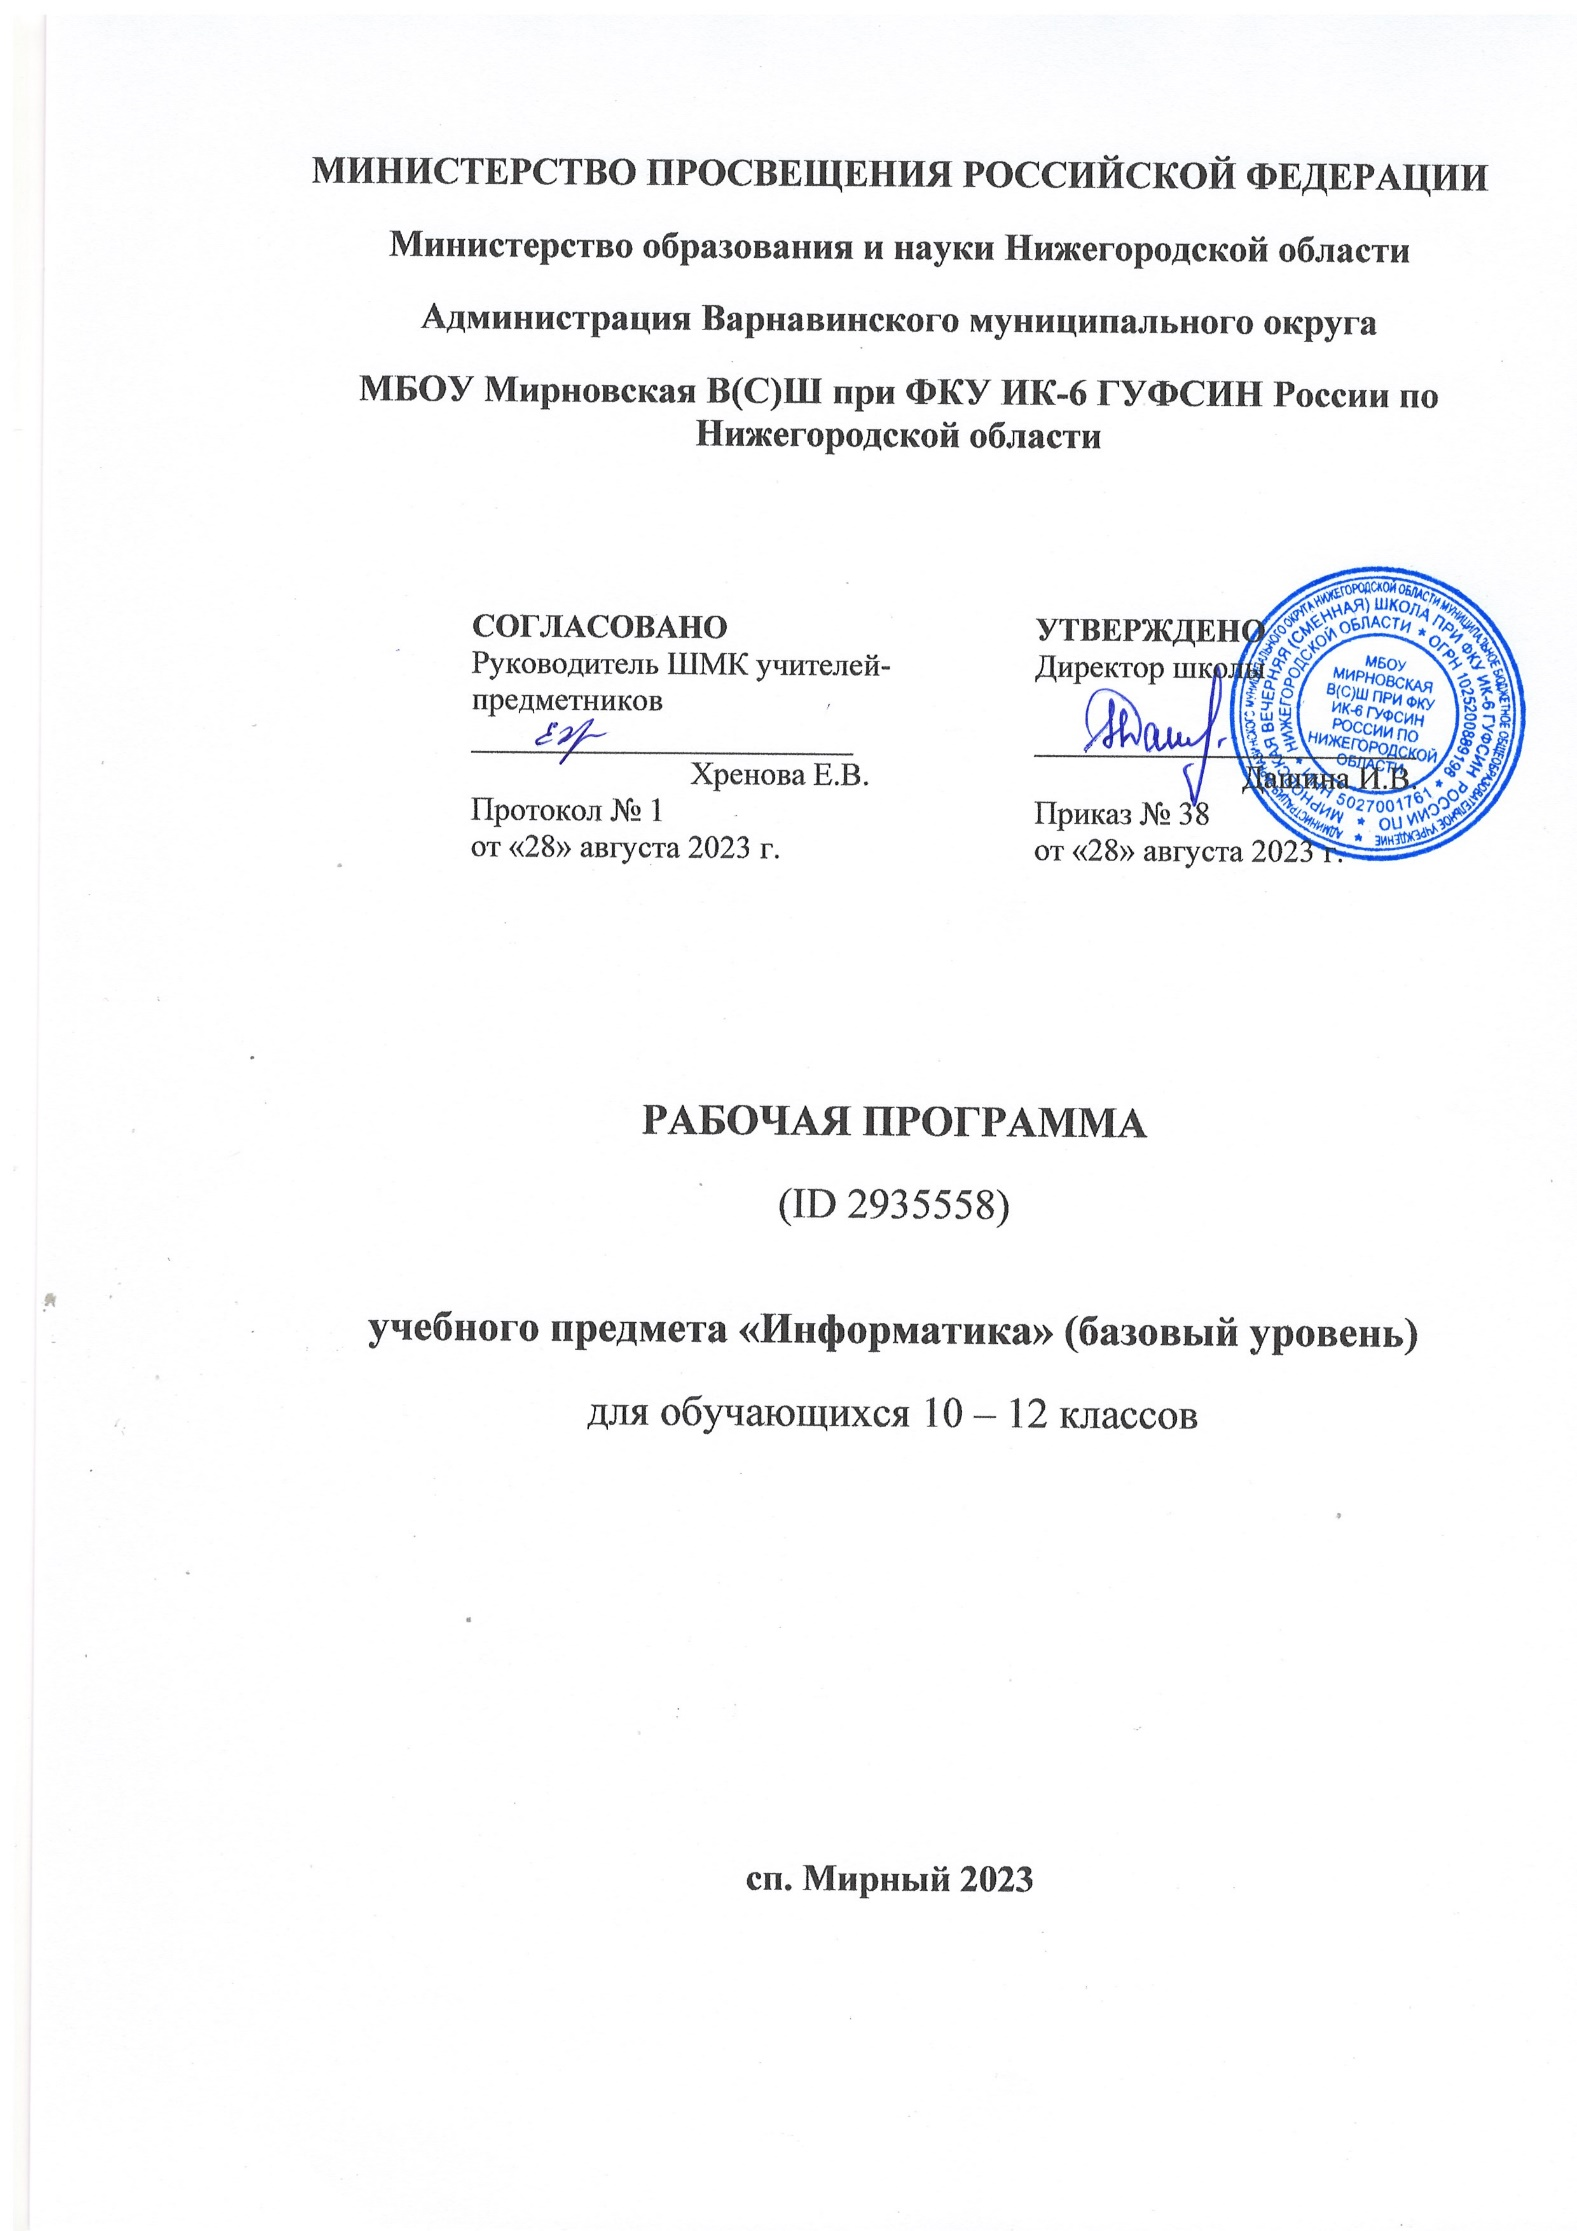 МИНИСТЕРСТВО ПРОСВЕЩЕНИЯ РОССИЙСКОЙ ФЕДЕРАЦИИ
Министерство образования и науки Нижегородской области
Администрация Варнавинского муниципального округа
МБОУ Мирновская В(С)Ш при ФКУ ИК-6 ГУФСИН России по
Нижегородской области
СОГЛАСОВАНО
Руководитель ШМК учителей-
предметников
Хренова Е.В.
Протокол № 1
от «28» августа 2023 г.
УТВЕРЖДЕНО
Директор школы
Дашина И.В.
Приказ № 38
от «28» августа 2023 г.
МБОУ
МИРНОВСКАЯ
В(С)Ш ПРИ ФКУ
ИК-6 ГУФСИН
РОССИИ ПО
НИЖЕГОРОДСКОЙ
ОБЛАСТИ
РАБОЧАЯ ПРОГРАММА
(ID 2935558)
учебного предмета «Информатика» (базовый уровень)
для обучающихся 10 – 12 классов
сп. Мирный 2023